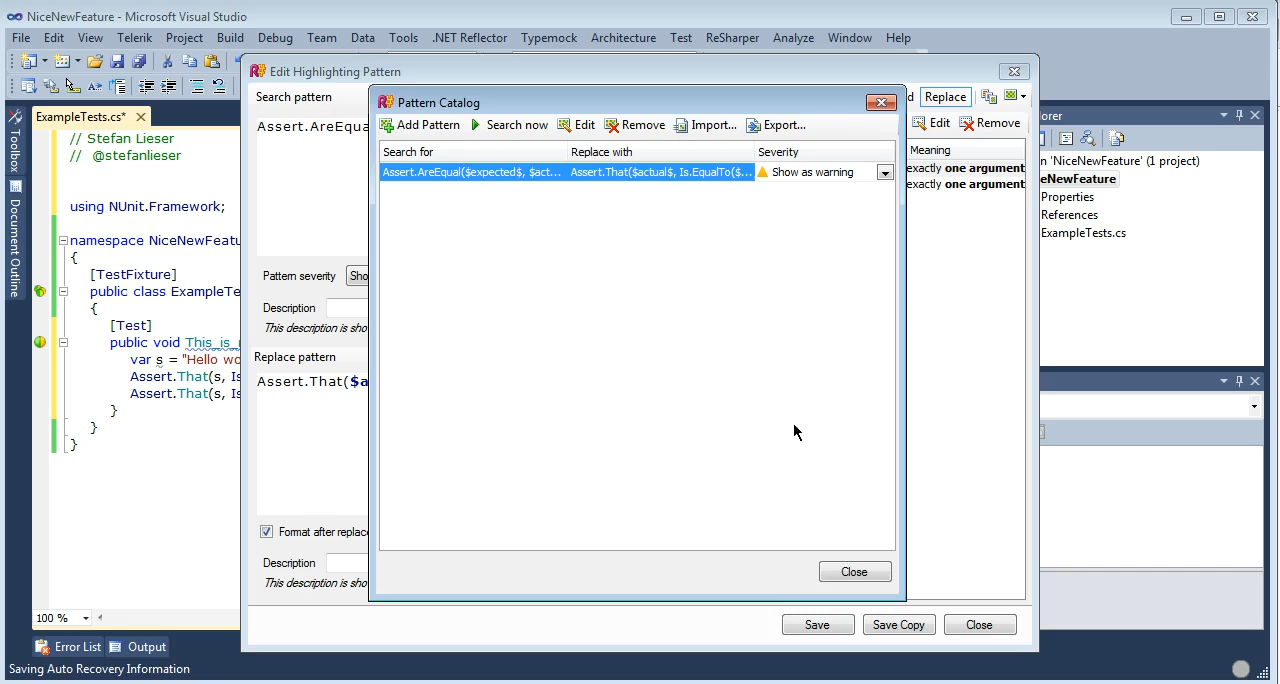 NiceNewFeature - Microsoft Visual Studio
File Edit View Telerik Project Build Debug Team Data Tools .NET Reflector Typemock Architecture Test ReSharper Analyze Window Help
Edit Highlighting Pattern
Search pattern
Replace
Assert.AreEqua
Edit Remove
Meaning
exactly one argument
exactly one argument
Pattern severity Sho
Description
This description is sho
Replace pattern
Assert.That($a
Format after replace
Description
This description is sho
Save Save Copy Close
Pattern Catalog
Add Pattern Search now Edit Remove Import... Export...
Search for Replace with Severity
Assert.AreEqual($expected$, $act... Assert.That($actual$, Is.EqualTo($... Show as warning
Close
Toolbox
Document Outline
ExampleTests.cs*
// Stefan Lieser
// @stefanlieser
using NUnit.Framework;
namespace NiceNewFeatu
{
[TestFixture]
public class ExampleTe
{
[Test]
public void This_is_
var s = "Hello wo
Assert.That(s, Is
Assert.That(s, Is
}
}
}
100 %
lorer
n 'NiceNewFeature' (1 project)
eNewFeature
Properties
References
ExampleTests.cs
Error List Output
Saving Auto Recovery Information